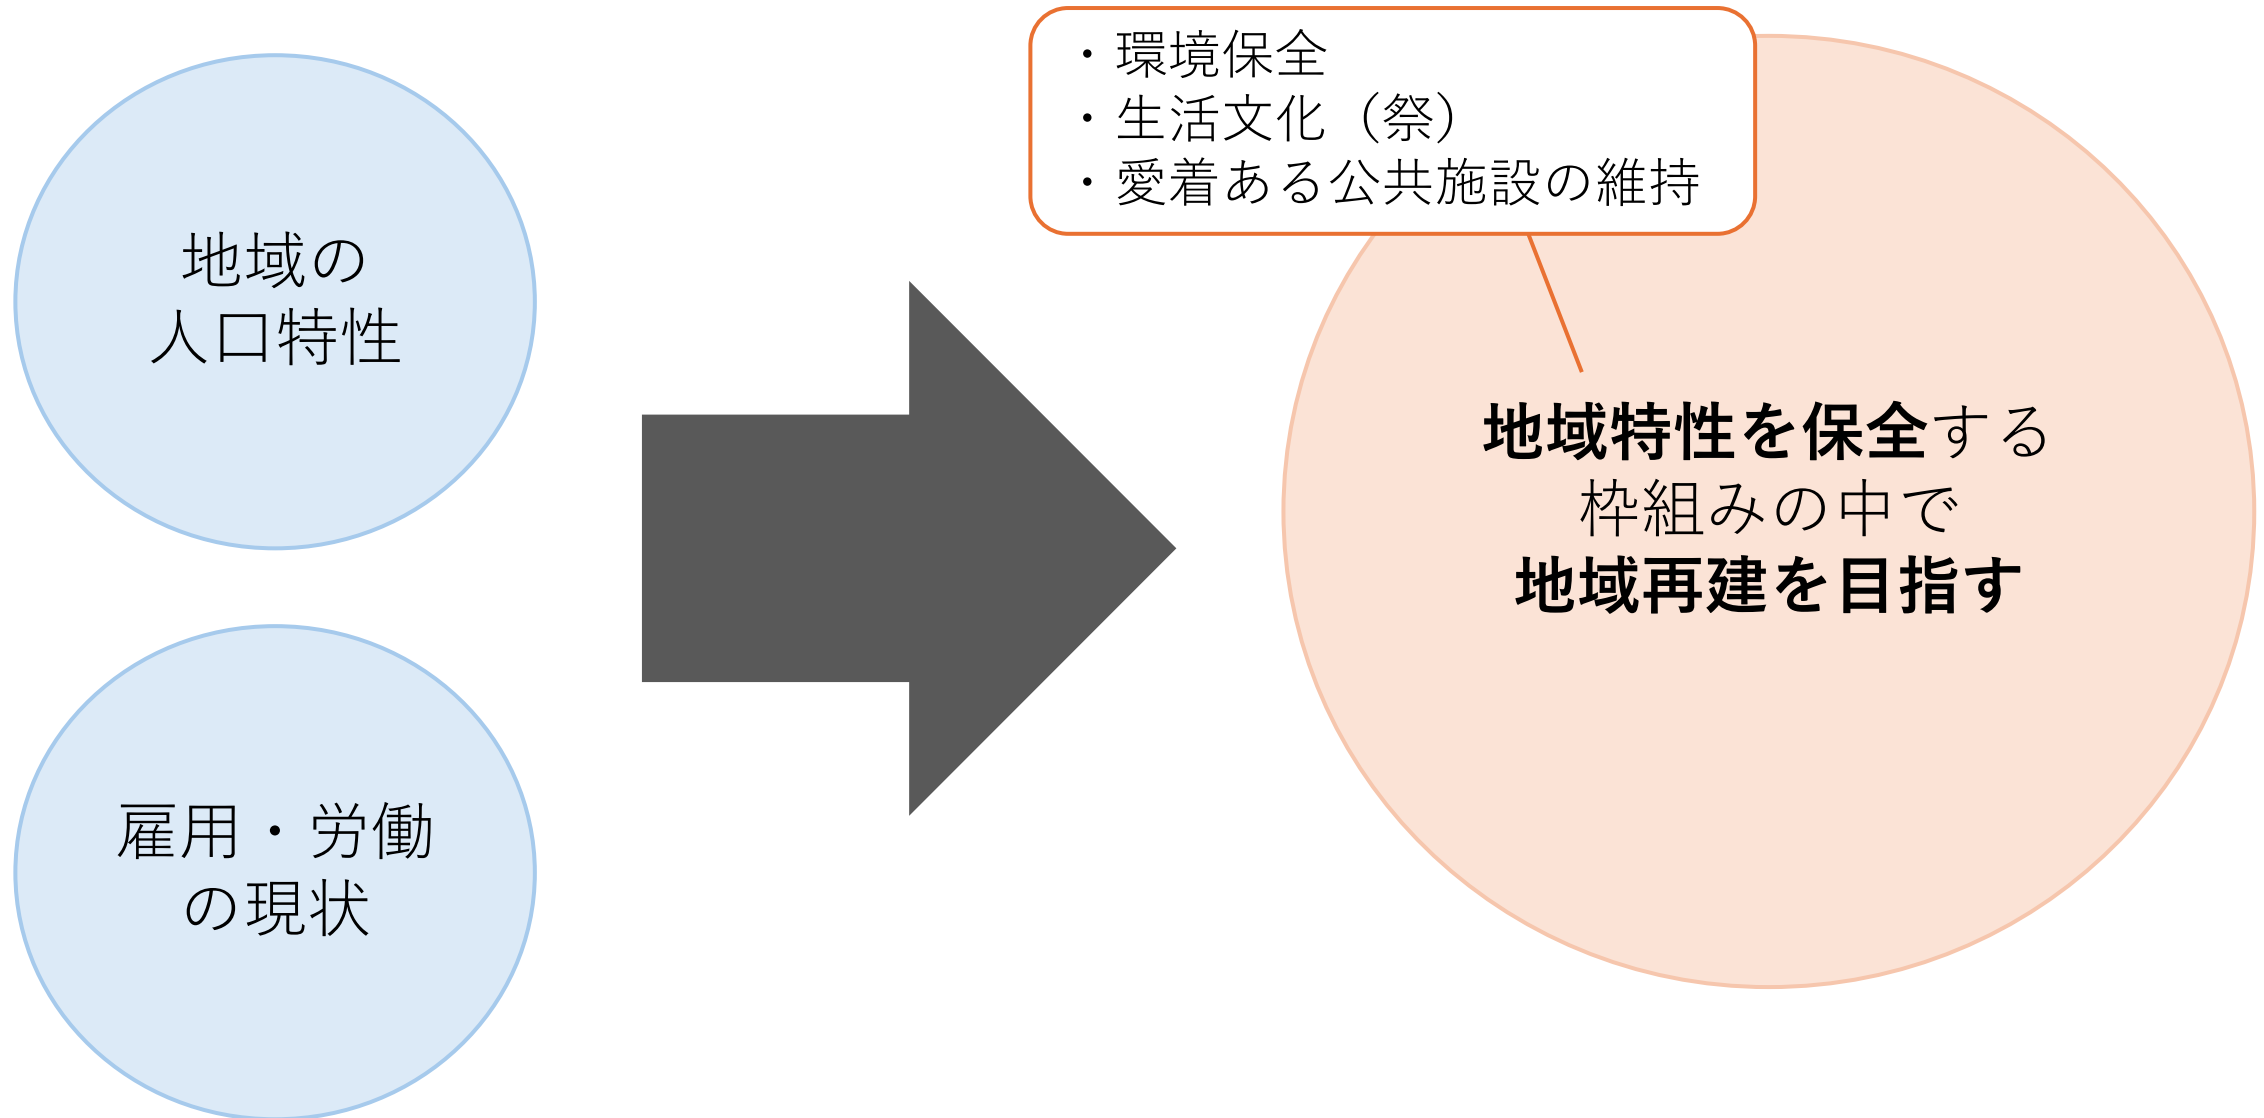 地域の
人口特性
雇用・労働
の現状
・環境保全
・生活文化（祭）
・愛着ある公共施設の維持
地域特性を保全する
枠組みの中で
地域再建を目指す